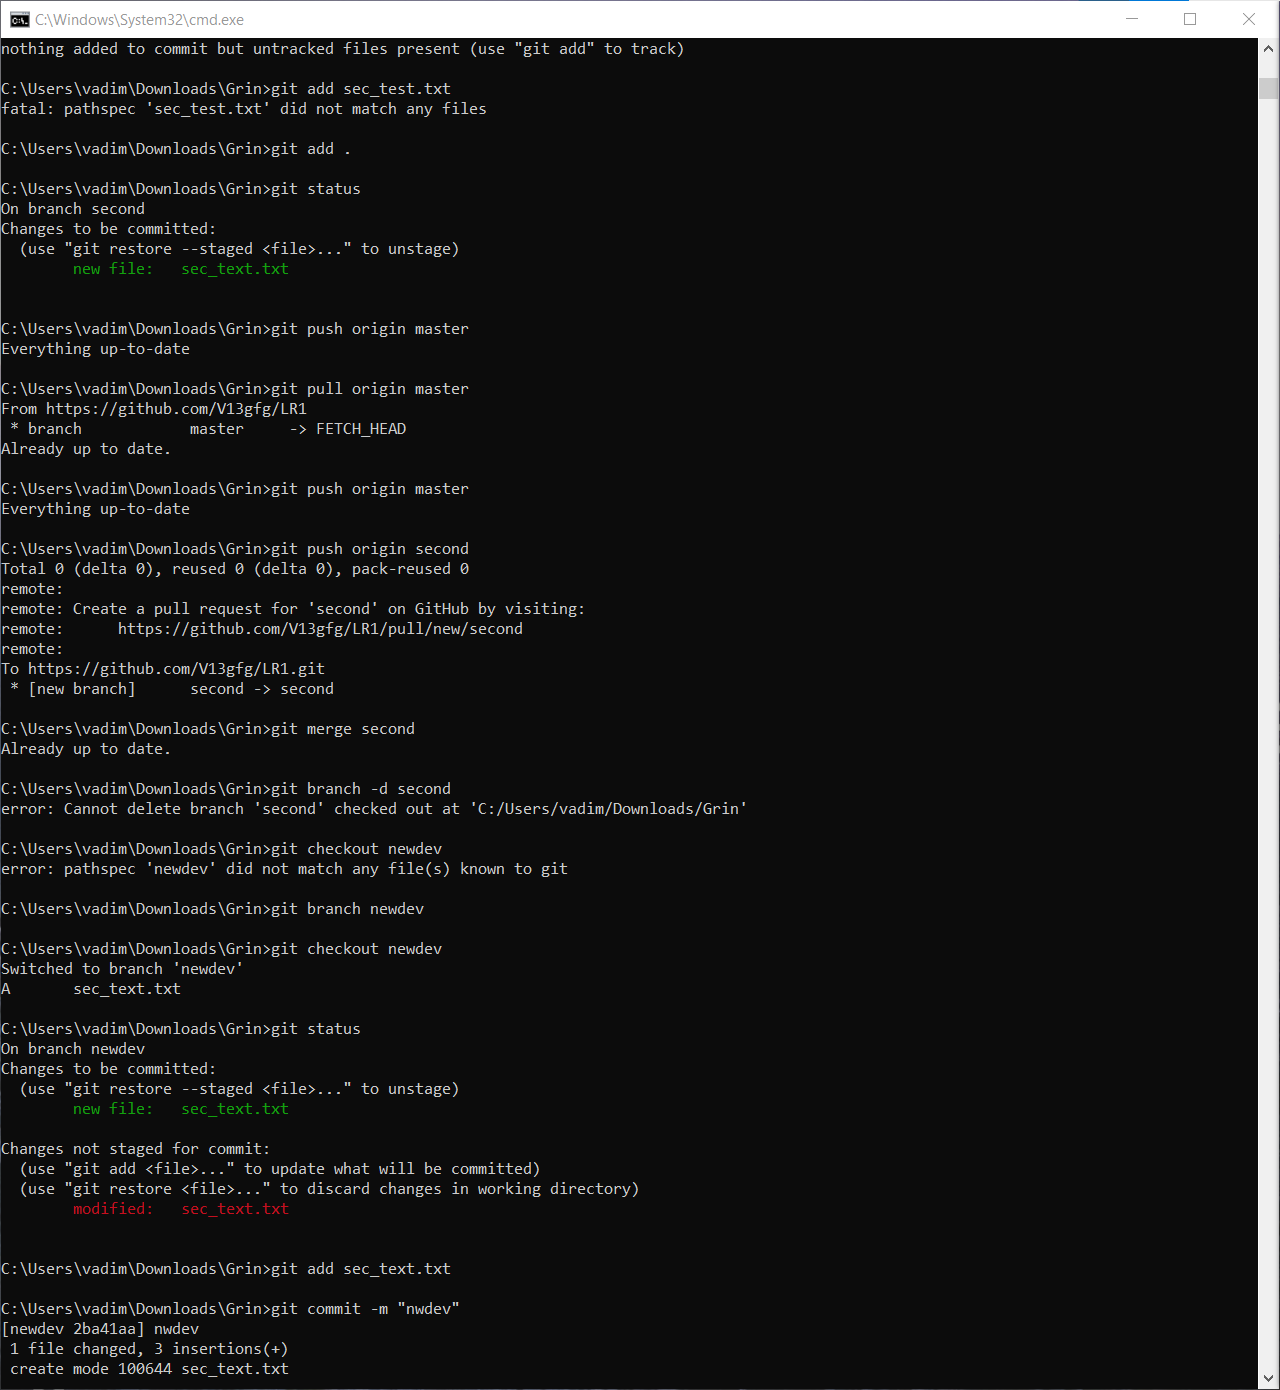 C:\Windows\System32\cmd.exe
nothing added to commit but untracked files present (use "git add" to track)
C:\Users\vadim\Downloads\Grin>git add sec_test.txt
fatal: pathspec 'sec_test.txt' did not match any files
C:\Users\vadim\Downloads\Grin>git add .
C:\Users\vadim\Downloads\Grin>git status
On branch second
Changes to be committed:
  (use "git restore --staged <file>..." to unstage)
        new file:   sec_text.txt
C:\Users\vadim\Downloads\Grin>git push origin master
Everything up-to-date
C:\Users\vadim\Downloads\Grin>git pull origin master
From https://github.com/V13gfg/LR1
 * branch            master     -> FETCH_HEAD
Already up to date.
C:\Users\vadim\Downloads\Grin>git push origin master
Everything up-to-date
C:\Users\vadim\Downloads\Grin>git push origin second
Total 0 (delta 0), reused 0 (delta 0), pack-reused 0
remote:
remote: Create a pull request for 'second' on GitHub by visiting:
remote:      https://github.com/V13gfg/LR1/pull/new/second
remote:
To https://github.com/V13gfg/LR1.git
 * [new branch]      second -> second
C:\Users\vadim\Downloads\Grin>git merge second
Already up to date.
C:\Users\vadim\Downloads\Grin>git branch -d second
error: Cannot delete branch 'second' checked out at 'C:/Users/vadim/Downloads/Grin'
C:\Users\vadim\Downloads\Grin>git checkout newdev
error: pathspec 'newdev' did not match any file(s) known to git
C:\Users\vadim\Downloads\Grin>git branch newdev
C:\Users\vadim\Downloads\Grin>git checkout newdev
Switched to branch 'newdev'
A       sec_text.txt
C:\Users\vadim\Downloads\Grin>git status
On branch newdev
Changes to be committed:
  (use "git restore --staged <file>..." to unstage)
        new file:   sec_text.txt
Changes not staged for commit:
  (use "git add <file>..." to update what will be committed)
  (use "git restore <file>..." to discard changes in working directory)
        modified:   sec_text.txt
C:\Users\vadim\Downloads\Grin>git add sec_text.txt
C:\Users\vadim\Downloads\Grin>git commit -m "nwdev"
[newdev 2ba41aa] nwdev
 1 file changed, 3 insertions(+)
 create mode 100644 sec_text.txt